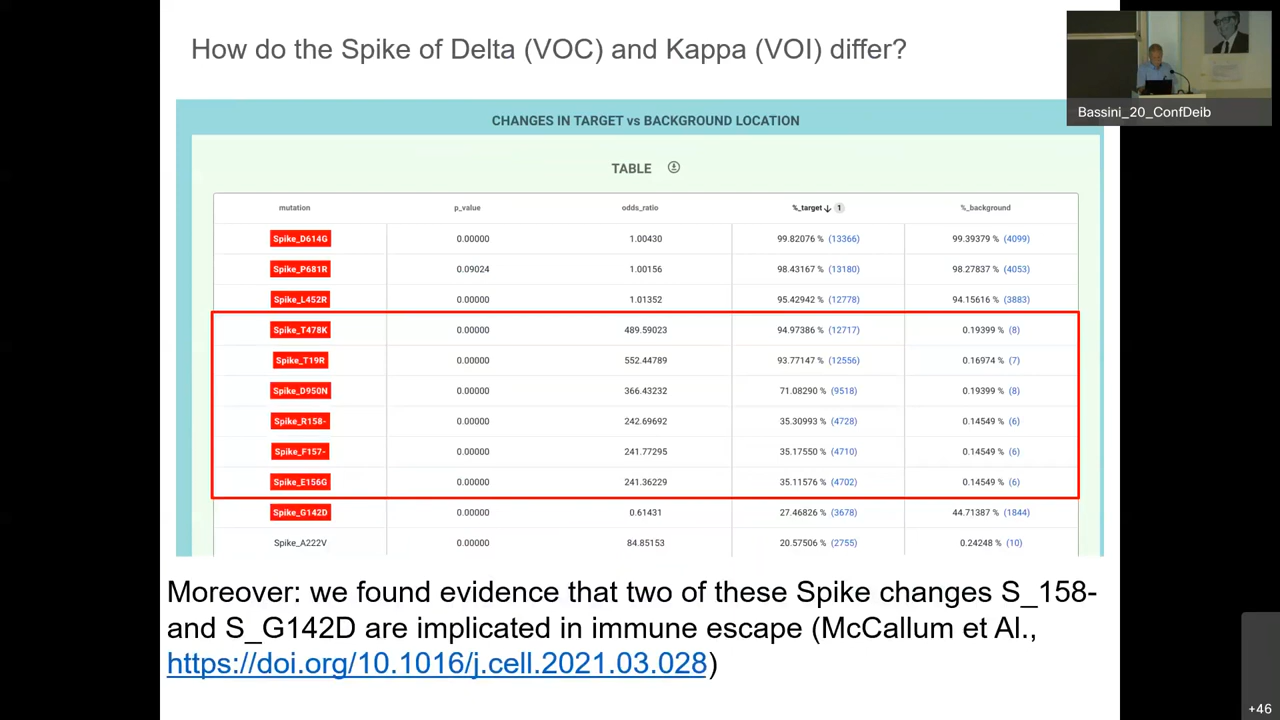 How do the Spike of Delta (VOC) and Kappa (VOI) differ?
Bassini_20_ConfDeib
CHANGES IN TARGET vs BACKGROUND LOCATION
TABLE
mutation p_value odds_ratio %_target 1 %_background
Spike_D614G 0.00000 1.00430 99.82076 % (13366) 99.39379 % (4099)
Spike_P681R 0.09024 1.00156 98.43167 % (13180) 98.27837 % (4053)
Spike_L452R 0.00000 1.01352 95.42942 % (12778) 94.15616 % (3883)
Spike_T478K 0.00000 489.59023 94.97386 % (12717) 0.19399 % (8)
Spike_T19R 0.00000 552.44789 93.77147 % (12556) 0.16974 % (7)
Spike_D950N 0.00000 366.43232 71.08290 % (9518) 0.19399 % (8)
Spike_R158- 0.00000 242.69692 35.30993 % (4728) 0.14549 % (6)
Spike_F157- 0.00000 241.77295 35.17550 % (4710) 0.14549 % (6)
Spike_E156G 0.00000 241.36229 35.11576 % (4702) 0.14549 % (6)
Spike_G142D 0.00000 0.61431 27.46826 % (3678) 44.71387 % (1844)
Spike_A222V 0.00000 84.85153 20.57506 % (2755) 0.24248 % (10)
Moreover: we found evidence that two of these Spike changes S_158-
and S_G142D are implicated in immune escape (McCallum et Al.,
https://doi.org/10.1016/j.cell.2021.03.028)
+46